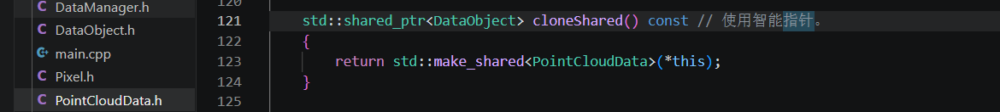 DataManager.h
DataObject.h
main.cpp
Pixel.h
PointCloudData.h
120
121 std::shared_ptr<DataObject> cloneShared() const // 使用智能指针。
122 {
123 return std::make_shared<PointCloudData>(*this);
124 }
125